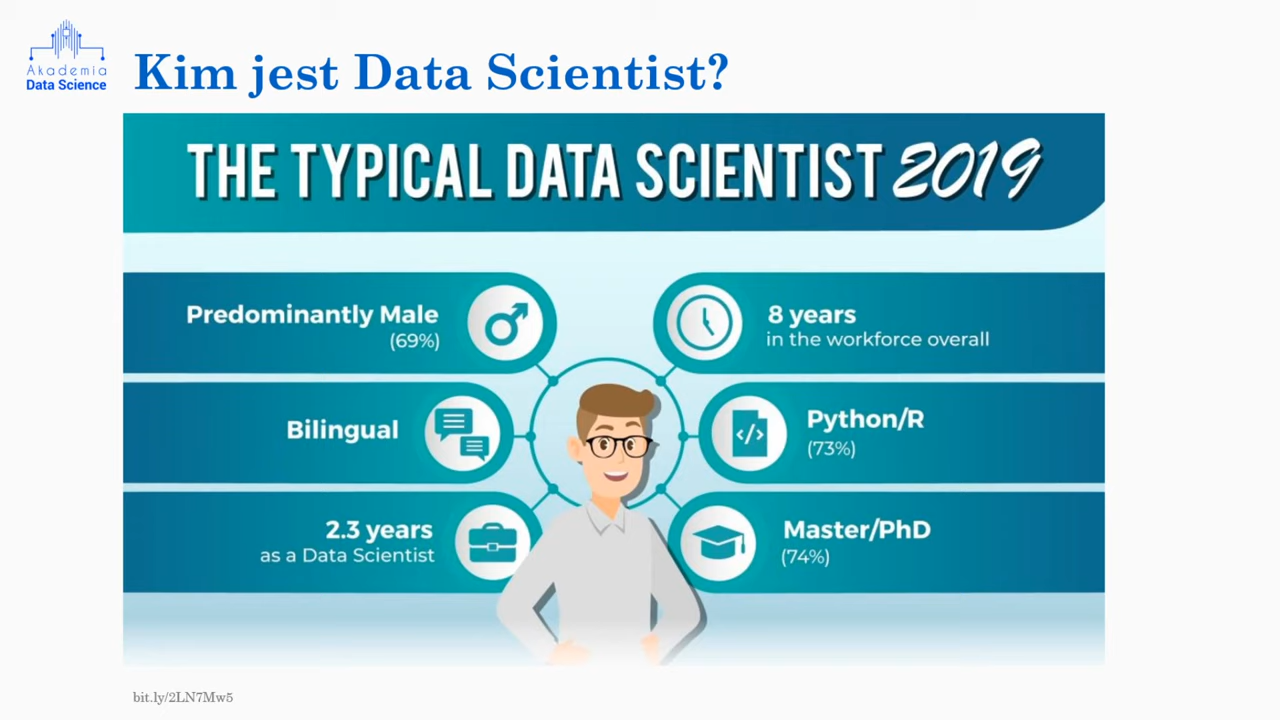 Akademia
Data Science
Kim jest Data Scientist?
THE TYPICAL DATA SCIENTIST 2019
Predominantly Male
(69%)
8 years
in the workforce overall
Bilingual
Python/R
(73%)
2.3 years
as a Data Scientist
Master/PhD
(74%)
</>
bit.ly/2LN7Mw5